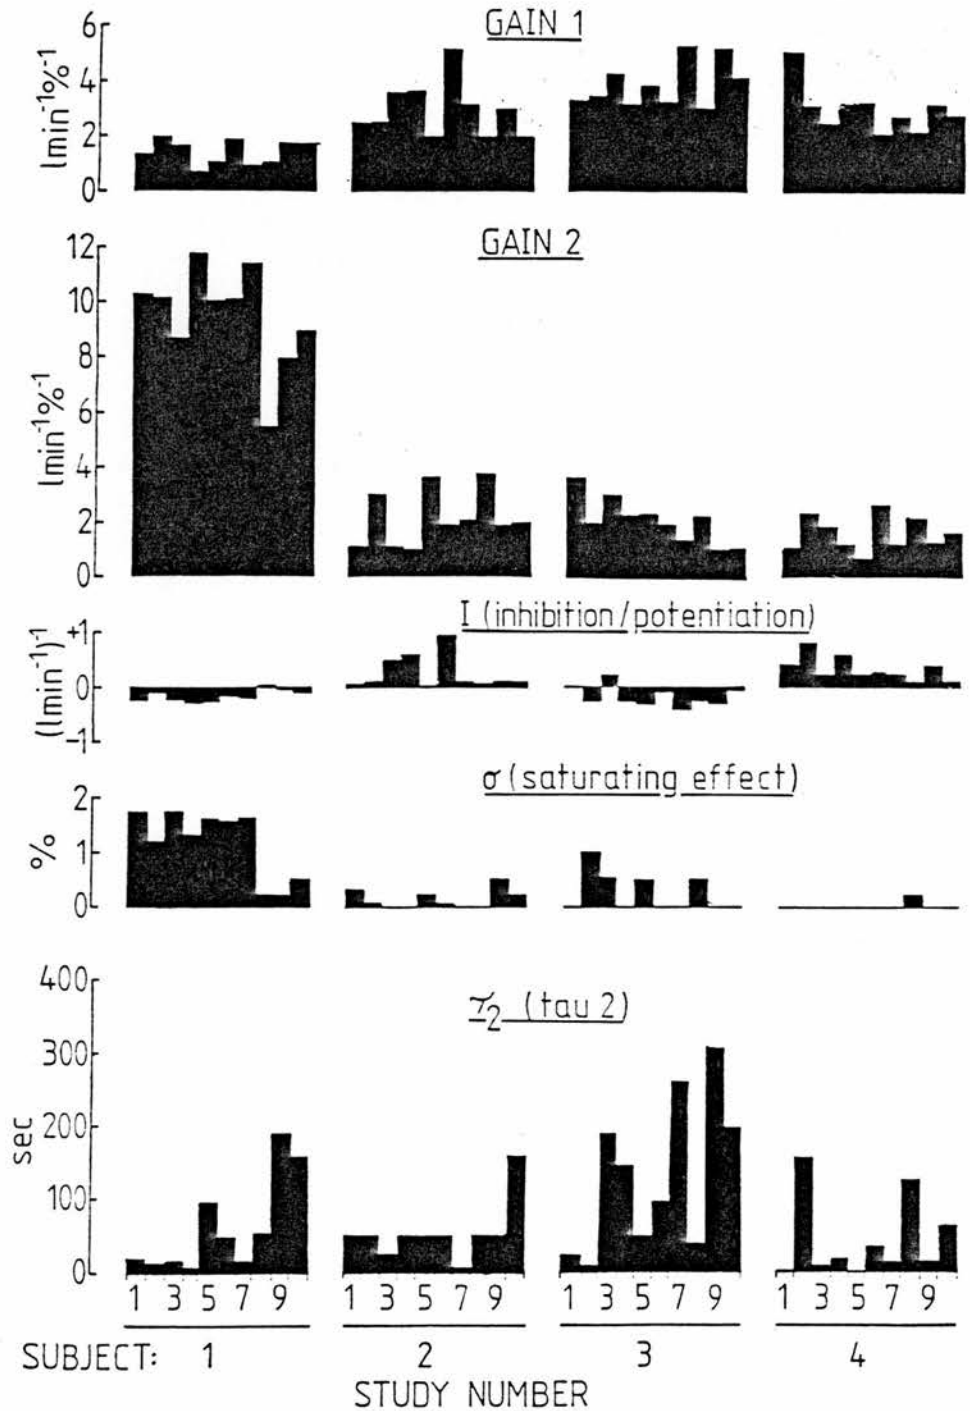 GAIN 1
6
4
2
0
lmin⁻¹%⁻¹
GAIN 2
12
10
8
6
4
2
0
lmin⁻¹%⁻¹
I (inhibition/potentiation)
+1
0
−1
(lmin⁻¹)⁻¹
σ (saturating effect)
2
1
0
%
τ₂ (tau 2)
400
300
200
100
0
sec
1 3 5 7 9 1 3 5 7 9 1 3 5 7 9 1 3 5 7 9
SUBJECT: 1 2 3 4
STUDY NUMBER